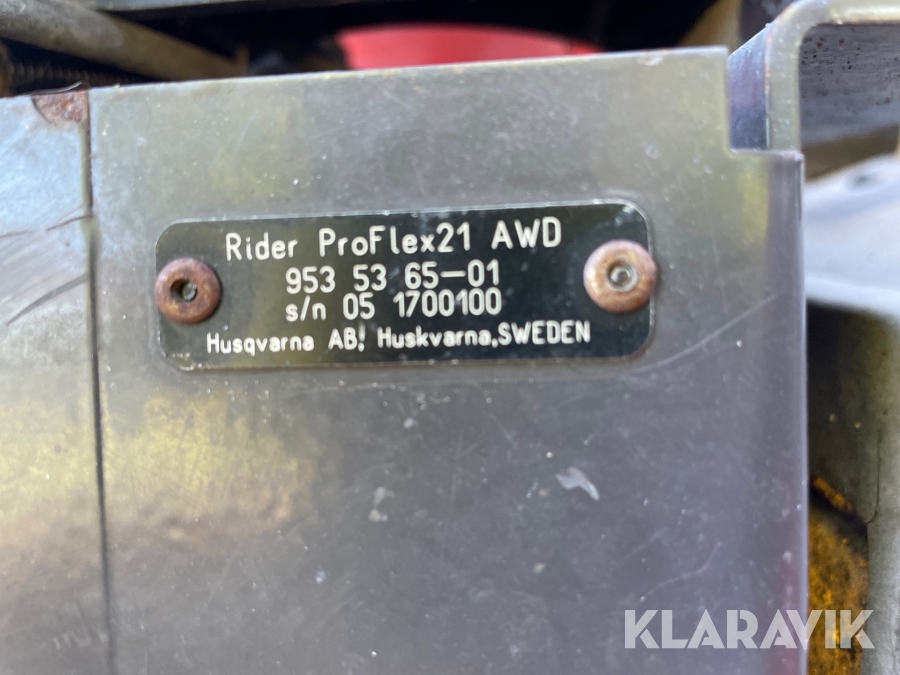 Rider ProFlex21 AWD
953 53 65-01
s/n 05 1700100
Husqvarna AB, Huskvarna,SWEDEN
KLARAVIK